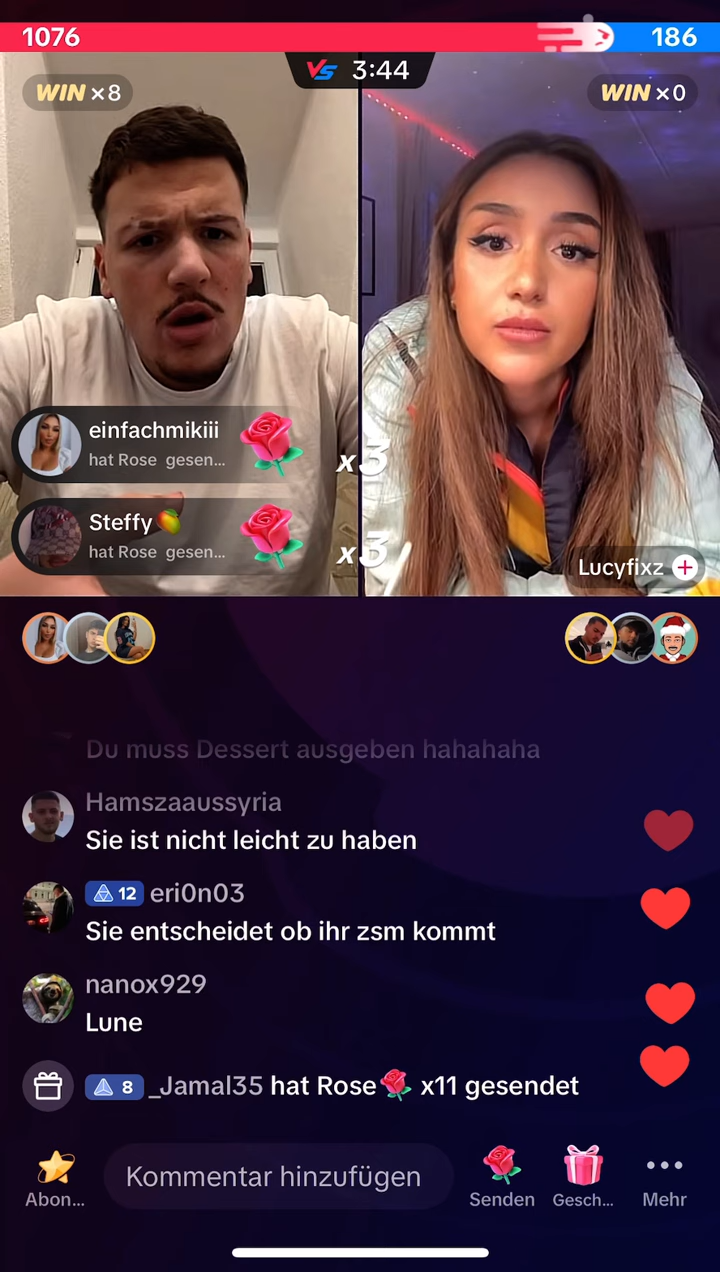 1076
186
VS 3:44
WIN ×8
WIN ×0
einfachmikiii
hat Rose gesen...
x3
Steffy🥭
hat Rose gesen...
x3
Lucyfixz
Du muss Dessert ausgeben hahahaha
Hamszaaussyria
Sie ist nicht leicht zu haben
12 eri0n03
Sie entscheidet ob ihr zsm kommt
nanox929
Lune
8 _Jamal35 hat Rose🌹 x11 gesendet
Kommentar hinzufügen
Abon...
Senden
Gesch...
Mehr